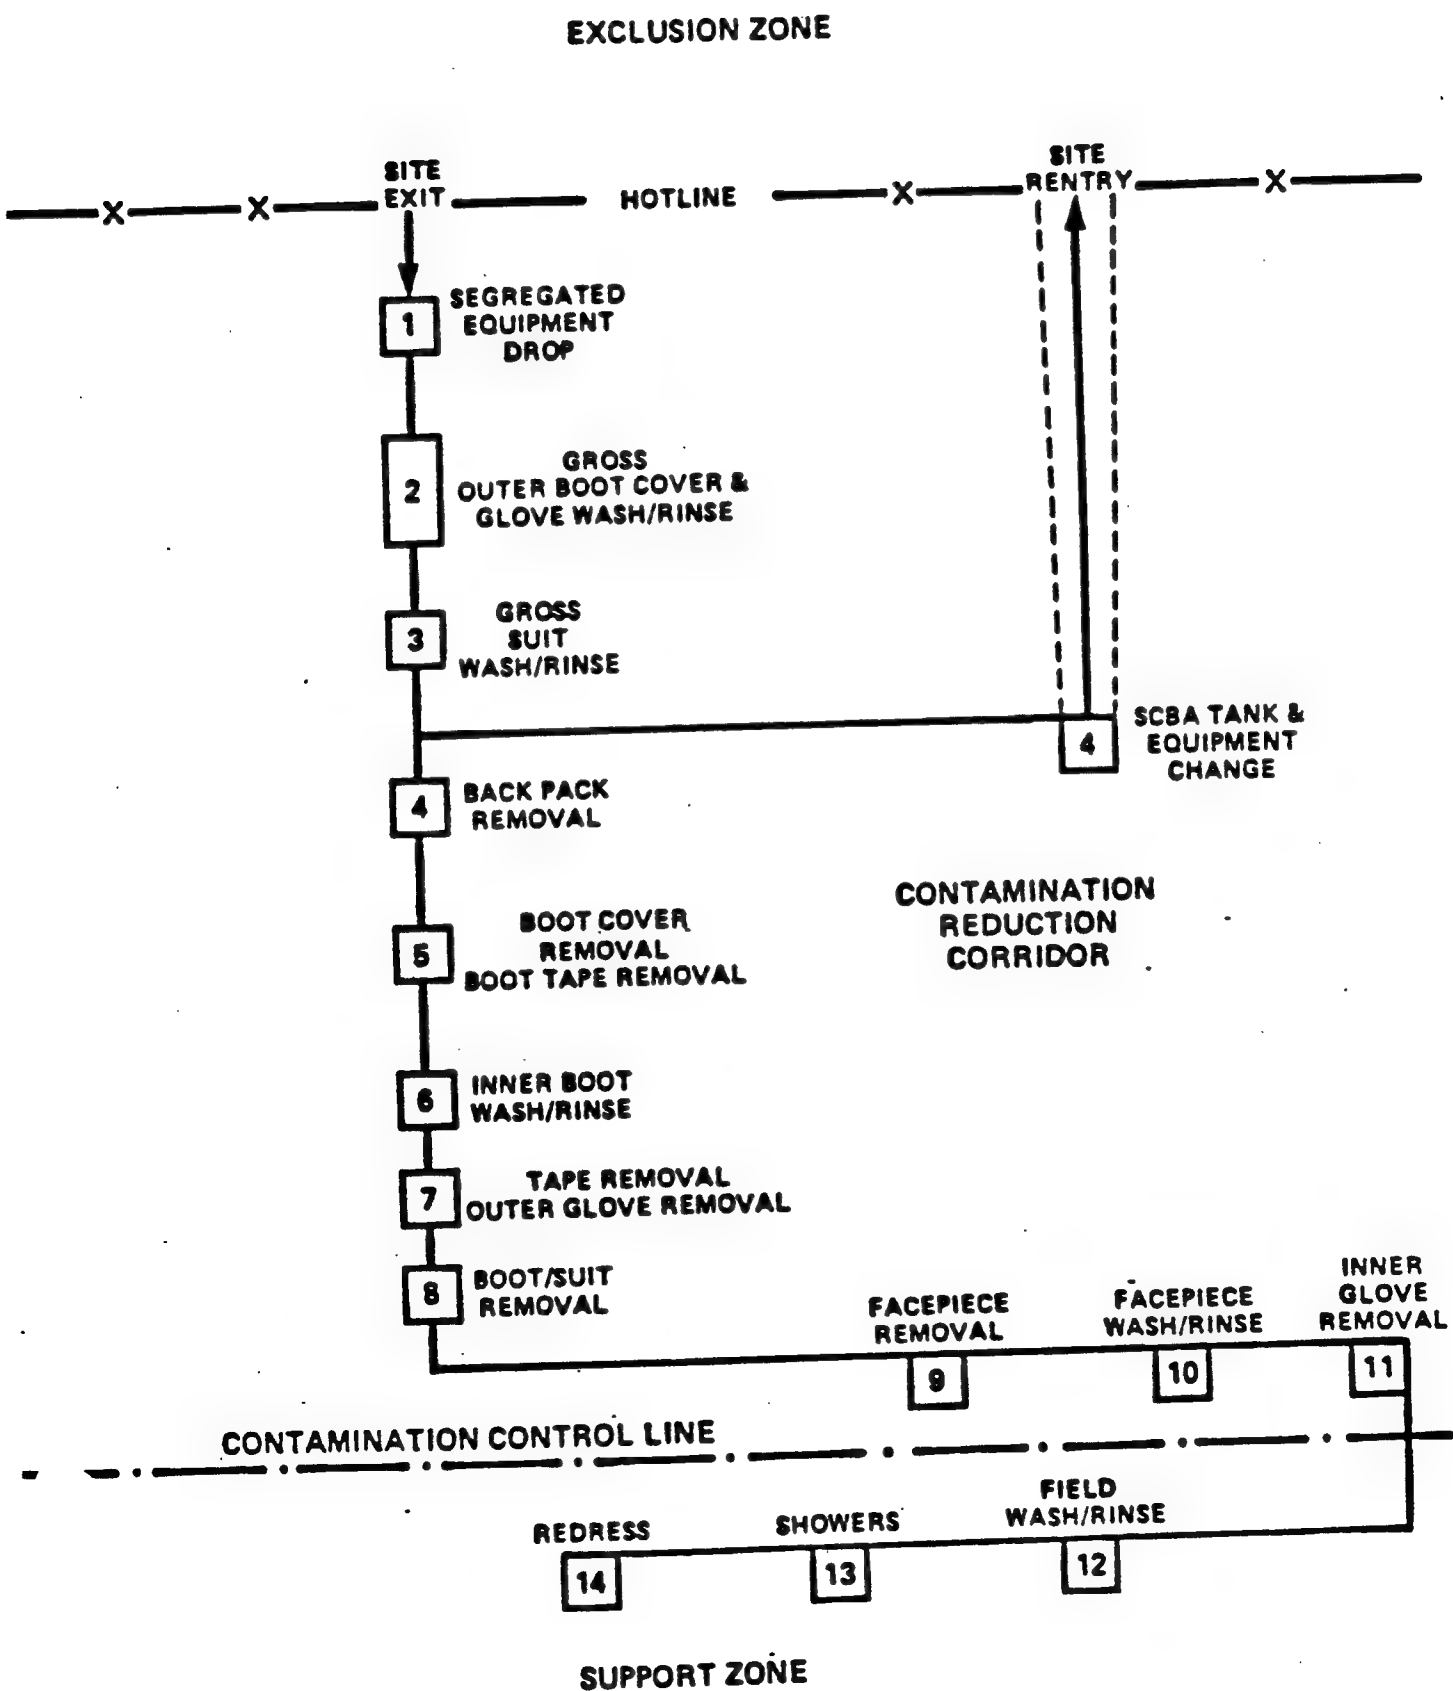 EXCLUSION ZONE
SITE
EXIT
HOTLINE
SITE
RENTRY
X
X
X
X
1
SEGREGATED
EQUIPMENT
DROP
2
GROSS
OUTER BOOT COVER &
GLOVE WASH/RINSE
3
GROSS
SUIT
WASH/RINSE
4
SCBA TANK &
EQUIPMENT
CHANGE
4
BACK PACK
REMOVAL
CONTAMINATION
REDUCTION
CORRIDOR
5
BOOT COVER
REMOVAL
BOOT TAPE REMOVAL
6
INNER BOOT
WASH/RINSE
7
TAPE REMOVAL
OUTER GLOVE REMOVAL
8
BOOT/SUIT
REMOVAL
FACEPIECE
REMOVAL
9
FACEPIECE
WASH/RINSE
10
INNER
GLOVE
REMOVAL
11
CONTAMINATION CONTROL LINE
REDRESS
14
SHOWERS
13
FIELD
WASH/RINSE
12
SUPPORT ZONE